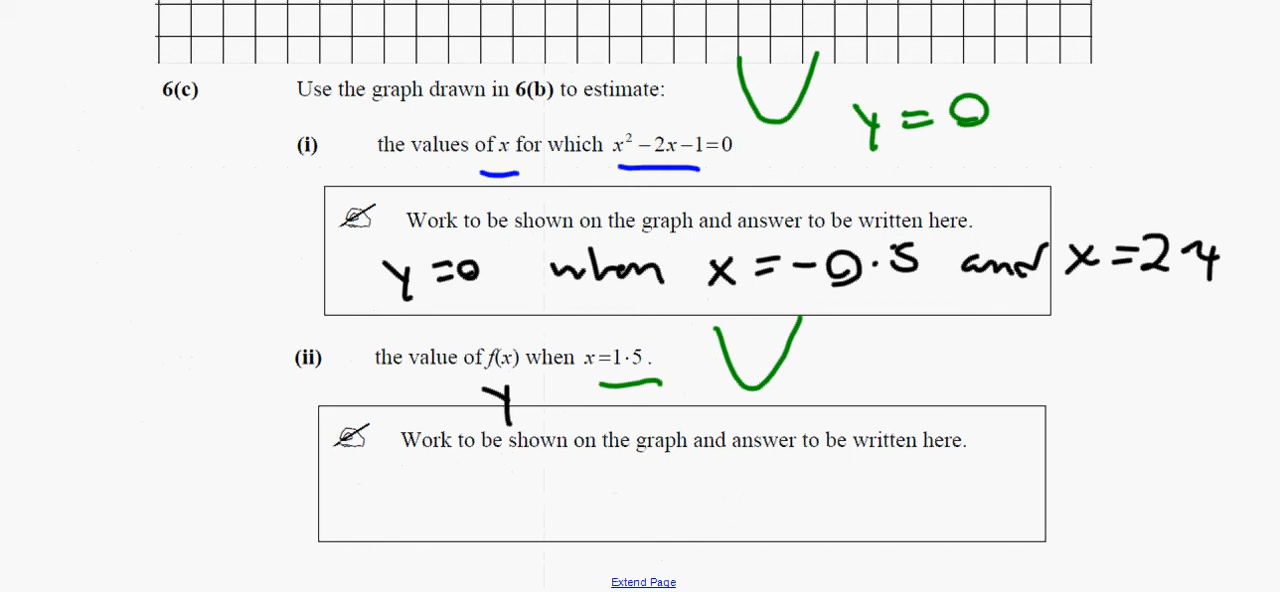 6(c) Use the graph drawn in 6(b) to estimate:
y = 0
(i) the values of x for which x² – 2x – 1=0
Work to be shown on the graph and answer to be written here.
y = 0 when x = -0.5 and x = 2 4
(ii) the value of f(x) when x=1·5 .
y
Work to be shown on the graph and answer to be written here.
Extend Page